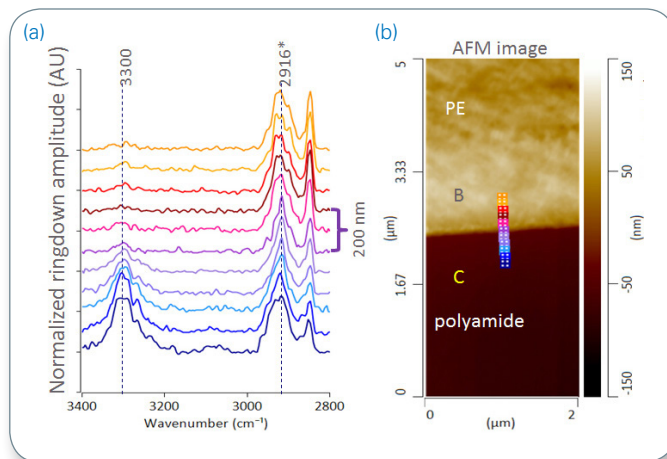 (a)
Normalized ringdown amplitude (AU)
3300
2916*
200 nm
3400
3200
3000
2800
Wavenumber (cm⁻¹)
(b)
AFM image
5
3.33
1.67
0
(µm)
PE
B
C
polyamide
0
2
(µm)
150
50
-50
-150
(nm)